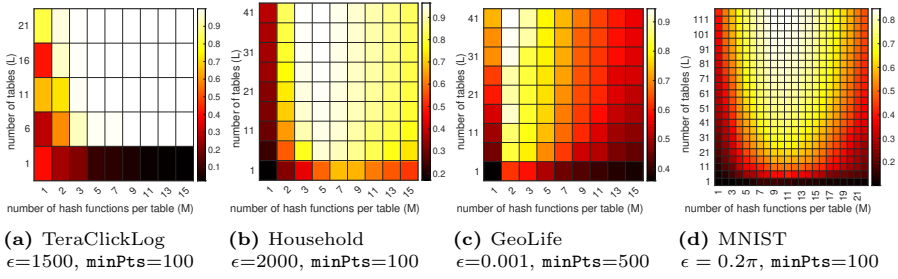 21
16
11
6
1
number of tables (L)
1 2 3 5 7 9 11 13 15
number of hash functions per table (M)
0.9
0.7
0.5
0.3
0.1
(a) TeraClickLog
ϵ=1500, minPts=100
41
31
21
11
1
number of tables (L)
1 2 3 5 7 9 11 13 15
number of hash functions per table (M)
0.9
0.8
0.7
0.6
0.5
0.4
0.3
0.2
(b) Household
ϵ=2000, minPts=100
41
31
21
11
1
number of tables (L)
1 2 3 5 7 9 11 13 15
number of hash functions per table (M)
0.9
0.8
0.7
0.6
0.5
0.4
(c) GeoLife
ϵ=0.001, minPts=500
111
101
91
81
71
61
51
41
31
21
11
1
number of tables (L)
1 3 5 7 9 11 13 15 17 19 21
number of hash functions per table (M)
0.8
0.7
0.6
0.5
0.4
0.3
0.2
(d) MNIST
ϵ = 0.2π, minPts=100